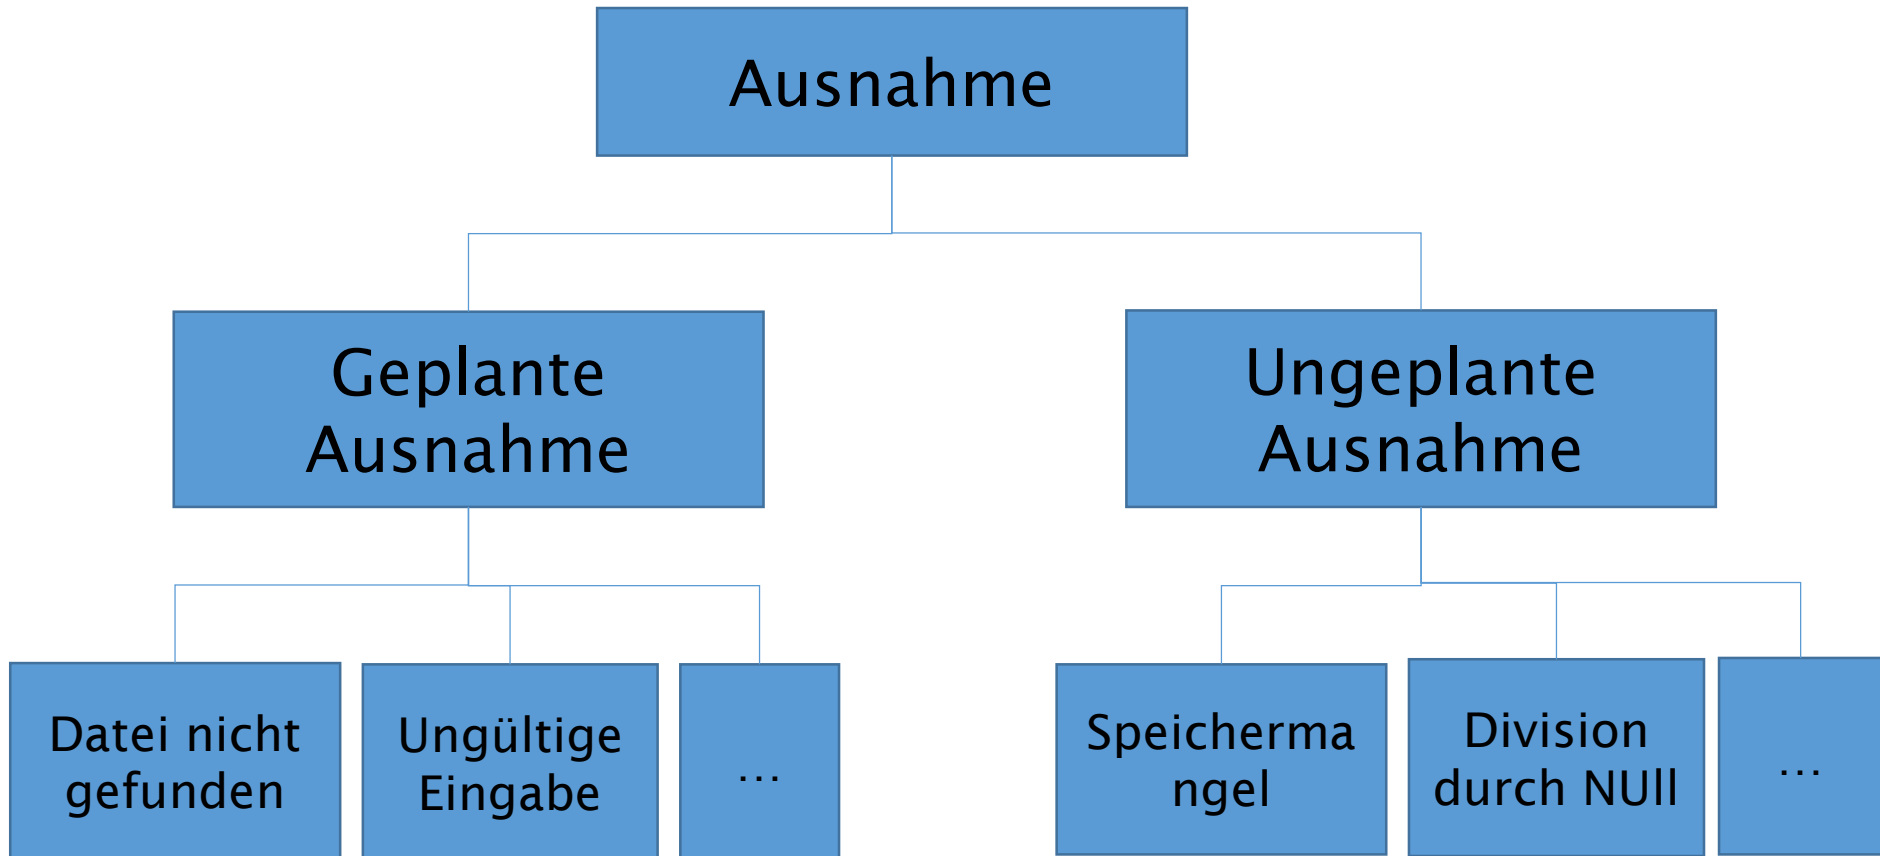 Ausnahme
Geplante
Ausnahme
Ungeplante
Ausnahme
Datei nicht
gefunden
Ungültige
Eingabe
...
Speicherma
ngel
Division
durch NUll
...